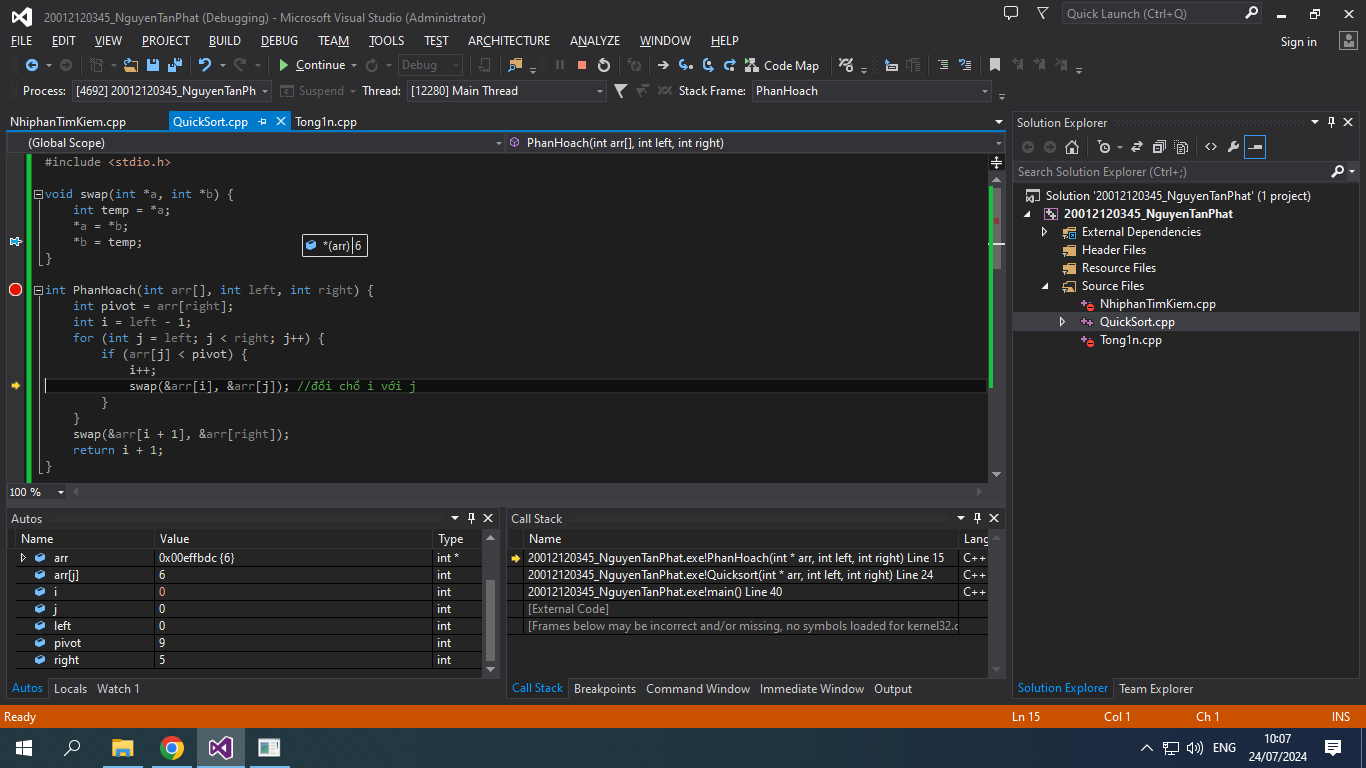 20012120345_NguyenTanPhat (Debugging) - Microsoft Visual Studio (Administrator)
Quick Launch (Ctrl+Q)
FILE EDIT VIEW PROJECT BUILD DEBUG TEAM TOOLS TEST ARCHITECTURE ANALYZE WINDOW HELP
Sign in
Continue Debug Code Map
Process: [4692] 20012120345_NguyenTanPh Suspend Thread: [12280] Main Thread Stack Frame: PhanHoach
NhiphanTimKiem.cpp QuickSort.cpp Tong1n.cpp
(Global Scope) PhanHoach(int arr[], int left, int right)
#include <stdio.h>
void swap(int *a, int *b) {
int temp = *a;
*a = *b;
*b = temp;
}
*(arr) 6
int PhanHoach(int arr[], int left, int right) {
int pivot = arr[right];
int i = left - 1;
for (int j = left; j < right; j++) {
if (arr[j] < pivot) {
i++;
swap(&arr[i], &arr[j]); //đổi chổ i với j
}
}
swap(&arr[i + 1], &arr[right]);
return i + 1;
}
100 %
Autos
Name Value Type
arr 0x00effbdc {6} int *
arr[j] 6 int
i 0 int
j 0 int
left 0 int
pivot 9 int
right 5 int
Autos Locals Watch 1
Call Stack
Name Lang
20012120345_NguyenTanPhat.exe!PhanHoach(int * arr, int left, int right) Line 15 C++
20012120345_NguyenTanPhat.exe!Quicksort(int * arr, int left, int right) Line 24 C++
20012120345_NguyenTanPhat.exe!main() Line 40 C++
[External Code]
[Frames below may be incorrect and/or missing, no symbols loaded for kernel32.d
Call Stack Breakpoints Command Window Immediate Window Output
Solution Explorer
Search Solution Explorer (Ctrl+;)
Solution '20012120345_NguyenTanPhat' (1 project)
20012120345_NguyenTanPhat
External Dependencies
Header Files
Resource Files
Source Files
NhiphanTimKiem.cpp
QuickSort.cpp
Tong1n.cpp
Solution Explorer Team Explorer
Ready Ln 15 Col 1 Ch 1 INS
ENG
10:07
24/07/2024